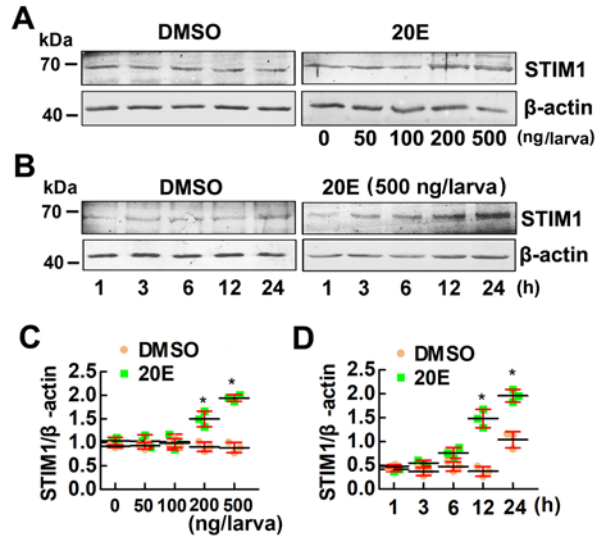 A
kDa DMSO 20E
70 STIM1
40 β-actin
0 50 100 200 500 (ng/larva)
B
kDa DMSO 20E (500 ng/larva)
70 STIM1
40 β-actin
1 3 6 12 24 1 3 6 12 24 (h)
C
DMSO
20E
STIM1/β -actin
2.5
2.0
1.5
1.0
0.5
* *
0 50 100 200 500
(ng/larva)
D
DMSO
20E
STIM1/β -actin
2.5
2.0
1.5
1.0
0.5
0.0
* *
1 3 6 12 24 (h)